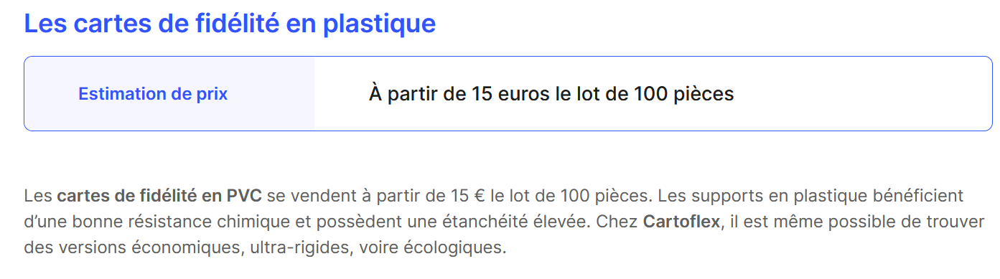 Les cartes de fidélité en plastique
Estimation de prix
À partir de 15 euros le lot de 100 pièces
Les cartes de fidélité en PVC se vendent à partir de 15 € le lot de 100 pièces. Les supports en plastique bénéficient
d’une bonne résistance chimique et possèdent une étanchéité élevée. Chez Cartoflex, il est même possible de trouver
des versions économiques, ultra-rigides, voire écologiques.